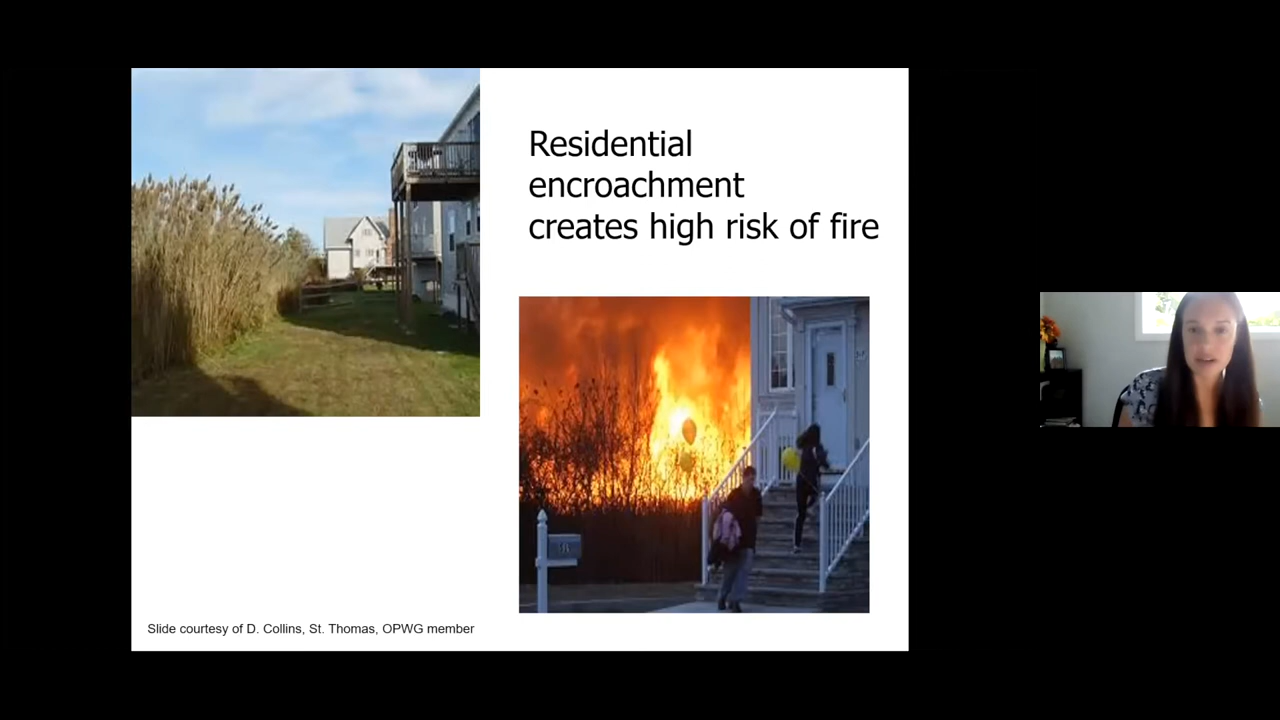 Residential
encroachment
creates high risk of fire
Slide courtesy of D. Collins, St. Thomas, OPWG member